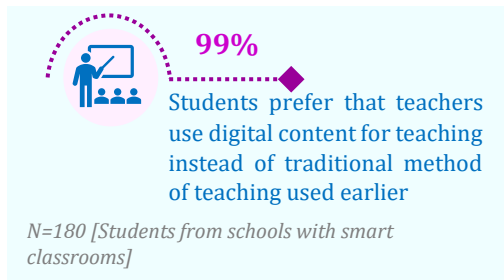 99%
Students prefer that teachers
use digital content for teaching
instead of traditional method
of teaching used earlier
N=180 [Students from schools with smart
classrooms]